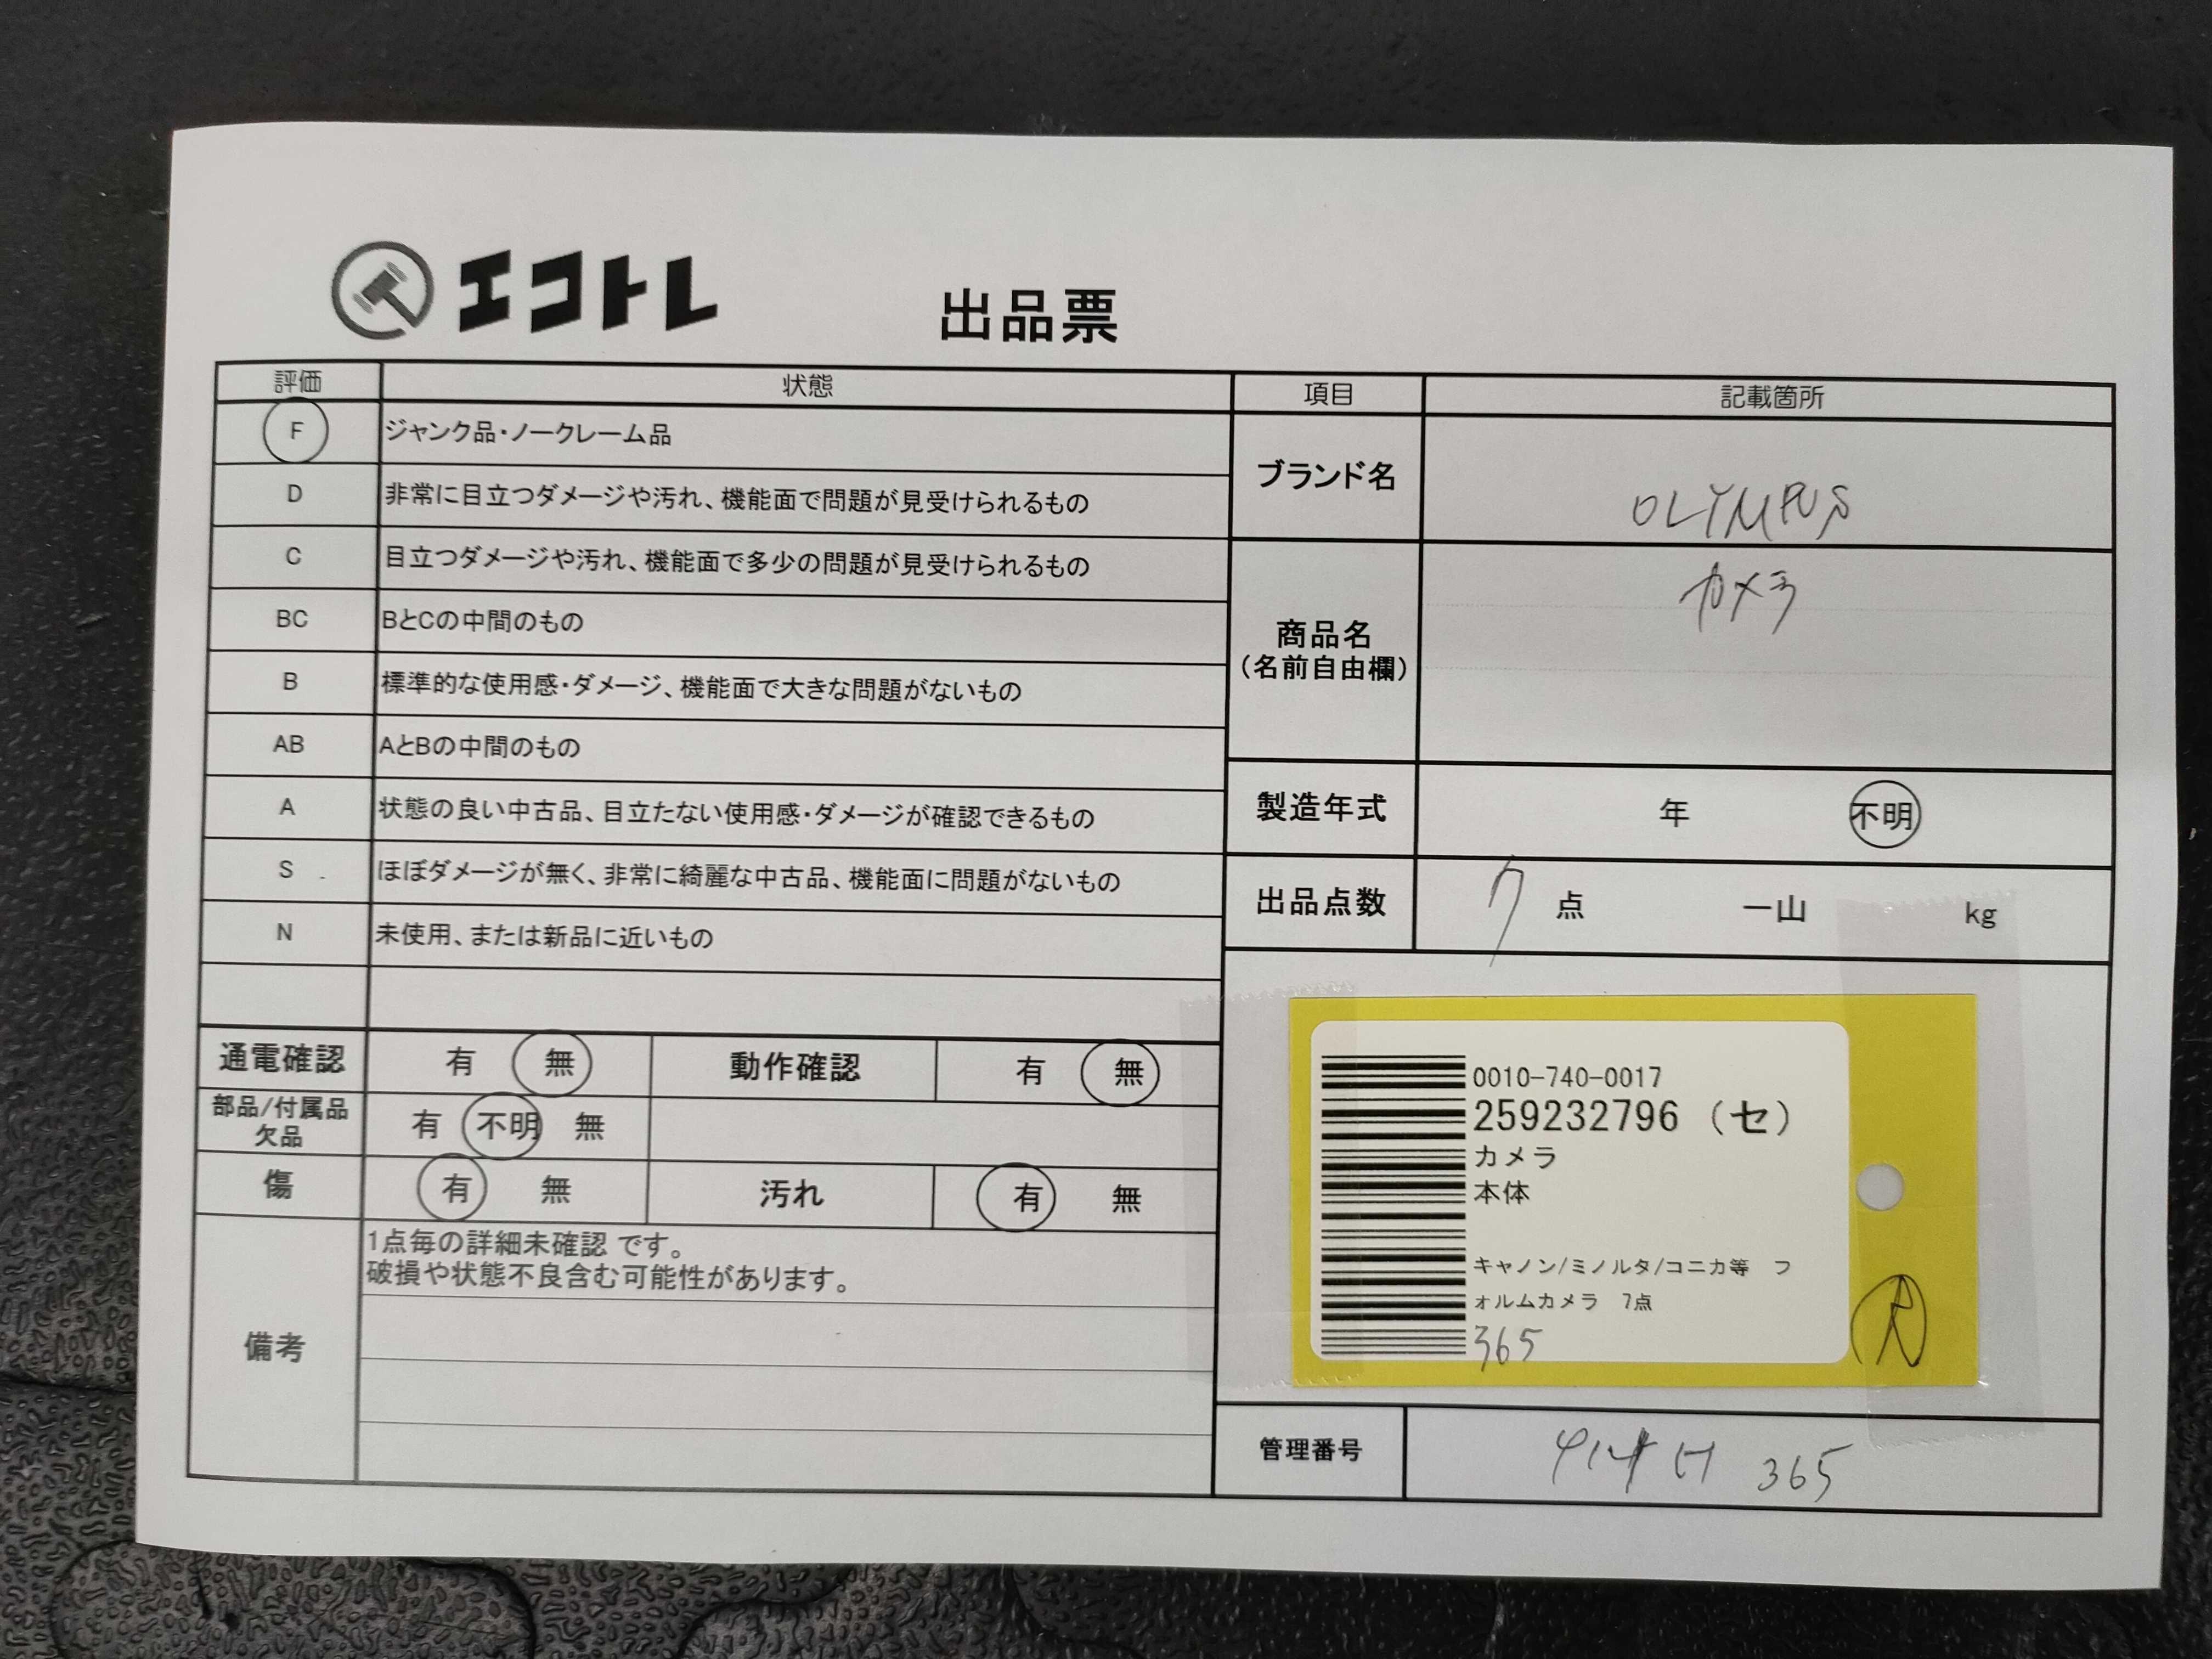 エコトレ
出品票
評価 状態
F ジャンク品・ノークレーム品
D 非常に目立つダメージや汚れ、機能面で問題が見受けられるもの
C 目立つダメージや汚れ、機能面で多少の問題が見受けられるもの
BC BとCの中間のもの
B 標準的な使用感・ダメージ、機能面で大きな問題がないもの
AB AとBの中間のもの
A 状態の良い中古品、目立たない使用感・ダメージが確認できるもの
S ほぼダメージが無く、非常に綺麗な中古品、機能面に問題がないもの
N 未使用、または新品に近いもの
通電確認 有 無 動作確認 有 無
部品/付属品
欠品 有 不明 無
傷 有 無 汚れ 有 無
備考
1点毎の詳細未確認 です。
破損や状態不良含む可能性があります。
項目 記載箇所
ブランド名 OLYMPUS
商品名
(名前自由欄)
カメラ
製造年式 年 不明
出品点数 7 点 一山 kg
0010-740-0017
259232796 (セ)
カメラ
本体
キャノン/ミノルタ/コニカ等 フ
ォルムカメラ 7点
365
R
管理番号 365